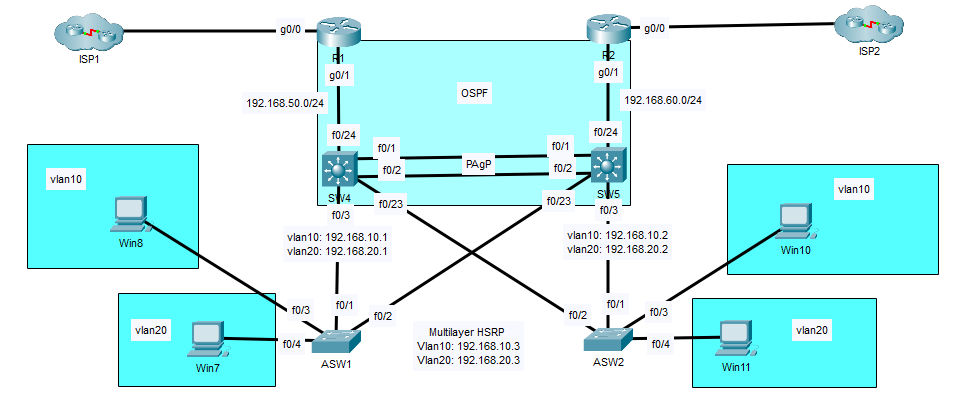 ISP1
g0/0
R1
g0/1
192.168.50.0/24
OSPF
R2
g0/0
ISP2
g0/1
192.168.60.0/24
f0/24
f0/1
f0/2
PAgP
f0/1
f0/2
f0/24
SW4
f0/3
f0/23
SW5
f0/23
f0/3
vlan10: 192.168.10.1
vlan20: 192.168.20.1
vlan10: 192.168.10.2
vlan20: 192.168.20.2
vlan10
Win8
vlan10
Win10
vlan20
Win7
f0/3
f0/4
f0/1
f0/2
ASW1
Multilayer HSRP
Vlan10: 192.168.10.3
Vlan20: 192.168.20.3
f0/2
f0/1
f0/3
f0/4
ASW2
vlan20
Win11